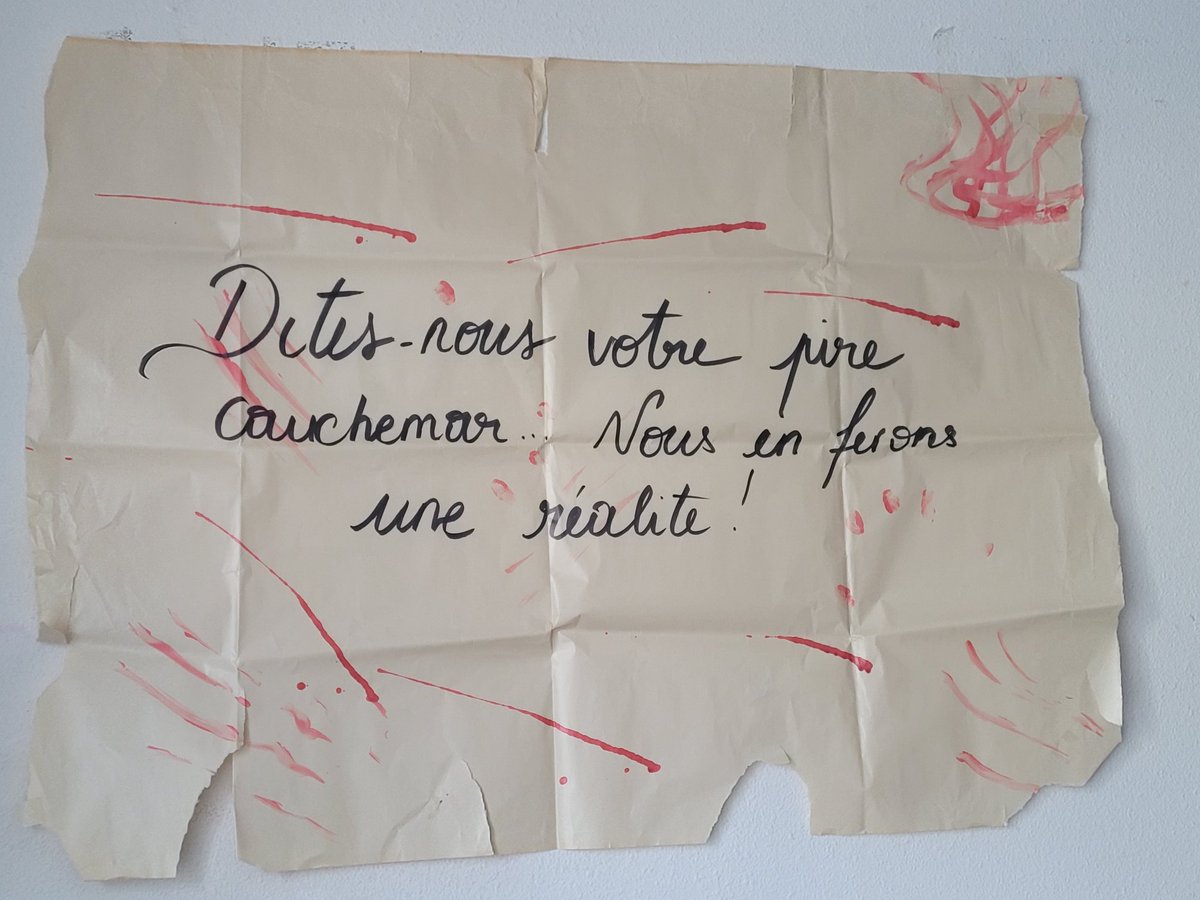 Dites-nous votre pire
cauchemar... Nous en ferons
une réalité !